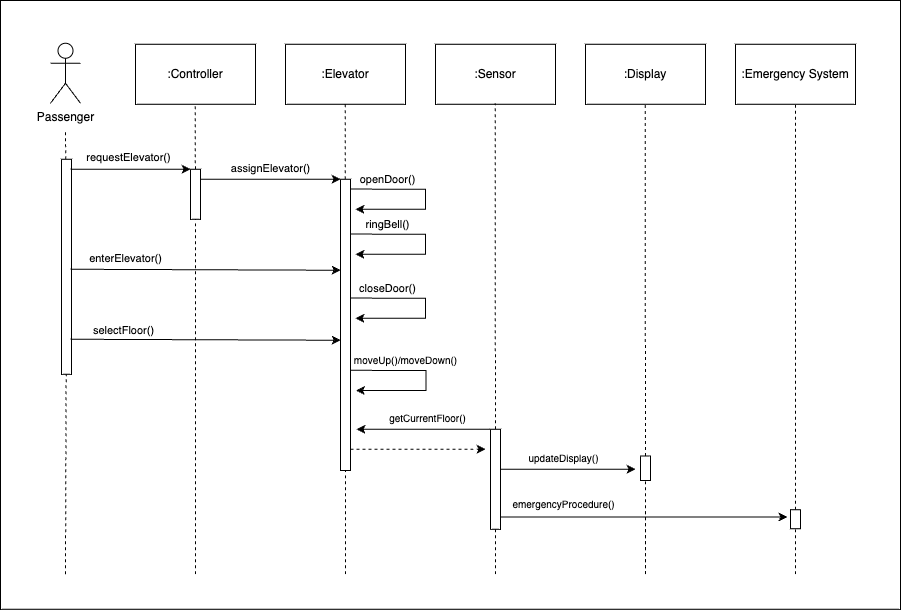 :Controller
:Elevator
:Sensor
:Display
:Emergency System
Passenger
requestElevator()
assignElevator()
openDoor()
ringBell()
enterElevator()
closeDoor()
selectFloor()
moveUp()/moveDown()
getCurrentFloor()
updateDisplay()
emergencyProcedure()